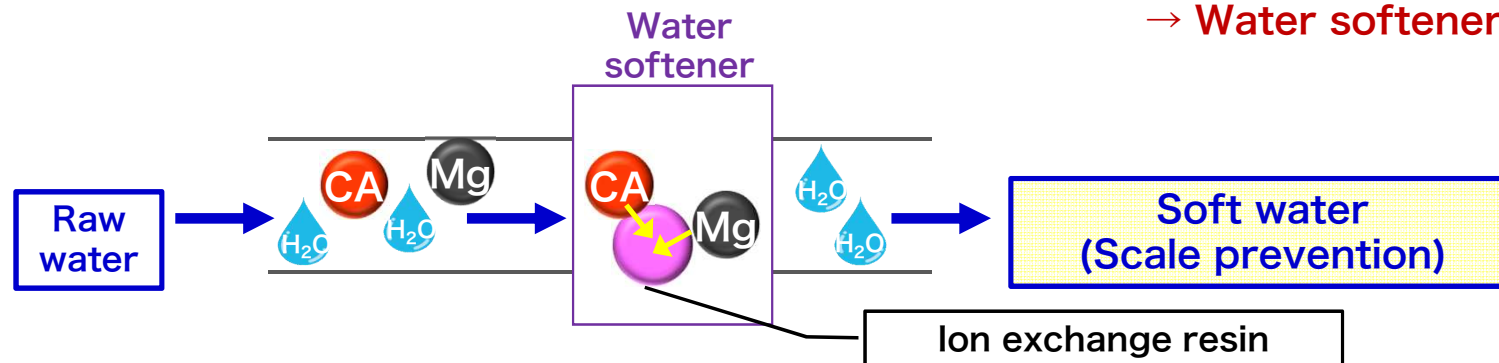 → Water softener
Water
softener
Raw
water
H₂O
CA
H₂O
Mg
CA
Mg
H₂O
H₂O
Soft water
(Scale prevention)
Ion exchange resin